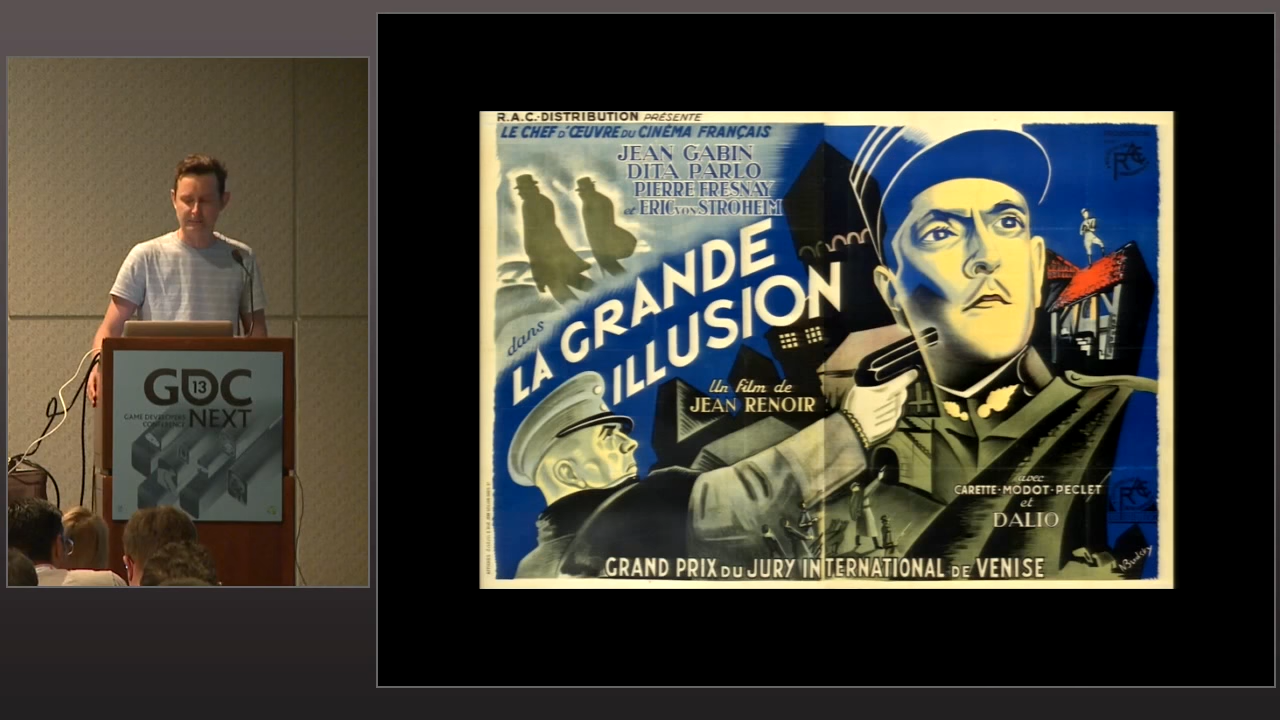 GDC
13
NEXT
GAME DEVELOPERS
CONFERENCE
R.A.C.-DISTRIBUTION PRÉSENTE
LE CHEF D'ŒUVRE DU CINÉMA FRANÇAIS
JEAN GABIN
DITA PARLO
PIERRE FRESNAY
et ERIC VON STROHEIM
dans
LA GRANDE
ILLUSION
Un film de
JEAN RENOIR
avec
CARETTE-MODOT-PECLET
et
DALIO
GRAND PRIX DU JURY INTERNATIONAL DE VENISE